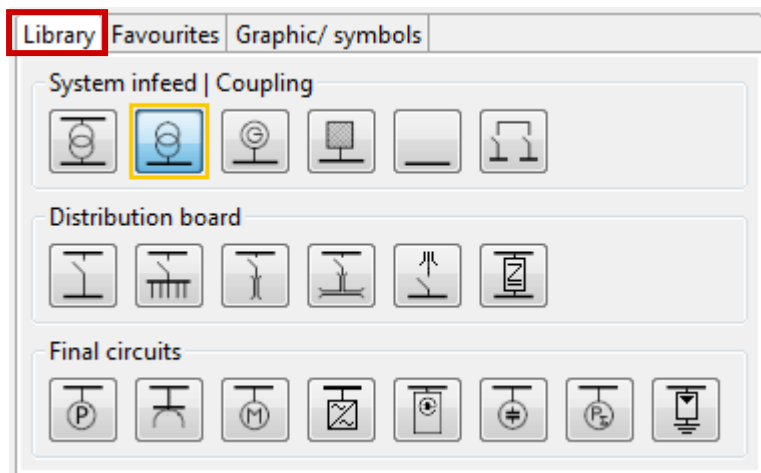 Library Favourites Graphic/ symbols
System infeed | Coupling
G
Distribution board
Z
Final circuits
P M P